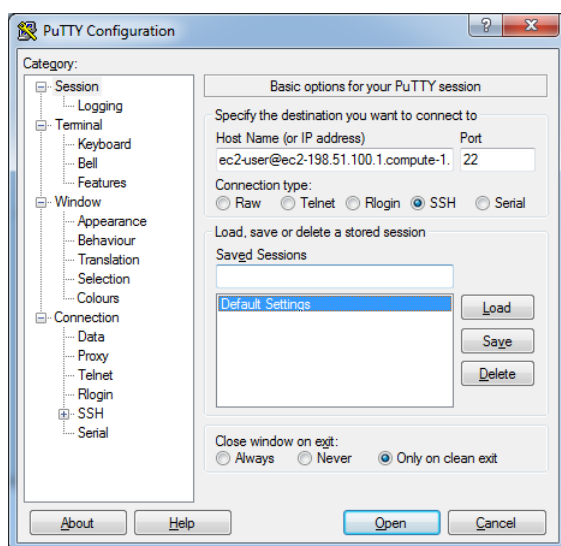 PuTTY Configuration
Category:
Session
Logging
Terminal
Keyboard
Bell
Features
Window
Appearance
Behaviour
Translation
Selection
Colours
Connection
Data
Proxy
Telnet
Rlogin
SSH
Serial
Basic options for your PuTTY session
Specify the destination you want to connect to
Host Name (or IP address) Port
ec2-user@ec2-198.51.100.1.compute-1. 22
Connection type:
Raw Telnet Rlogin SSH Serial
Load, save or delete a stored session
Saved Sessions
Default Settings
Load
Save
Delete
Close window on exit:
Always Never Only on clean exit
About Help Open Cancel